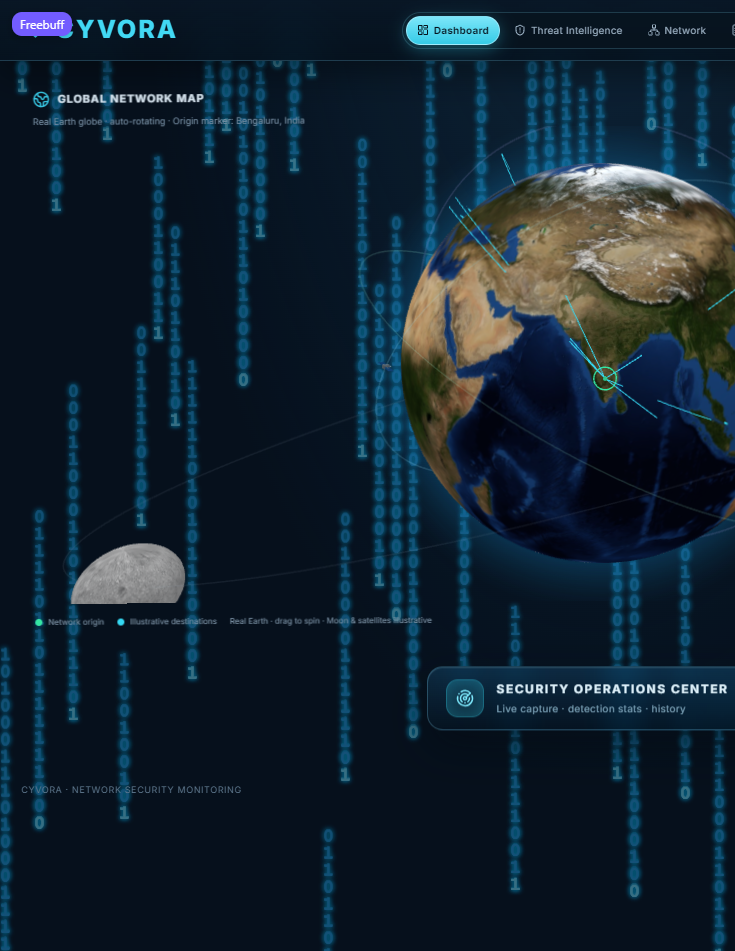 Freebuff
CYVORA
Dashboard
Threat Intelligence
Network
GLOBAL NETWORK MAP
Real Earth globe · auto-rotating · Origin marker: Bengaluru, India
Network origin
Illustrative destinations
Real Earth · drag to spin · Moon & satellites illustrative
SECURITY OPERATIONS CENTER
Live capture · detection stats · history
CYVORA · NETWORK SECURITY MONITORING